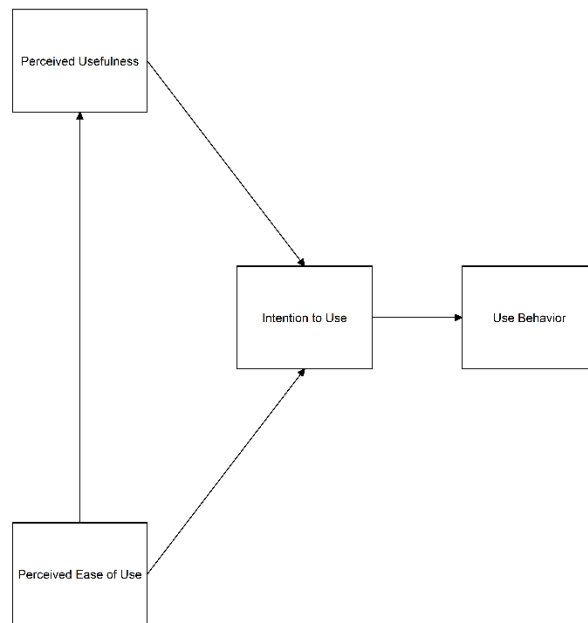 Perceived Usefulness
Intention to Use
Use Behavior
Perceived Ease of Use